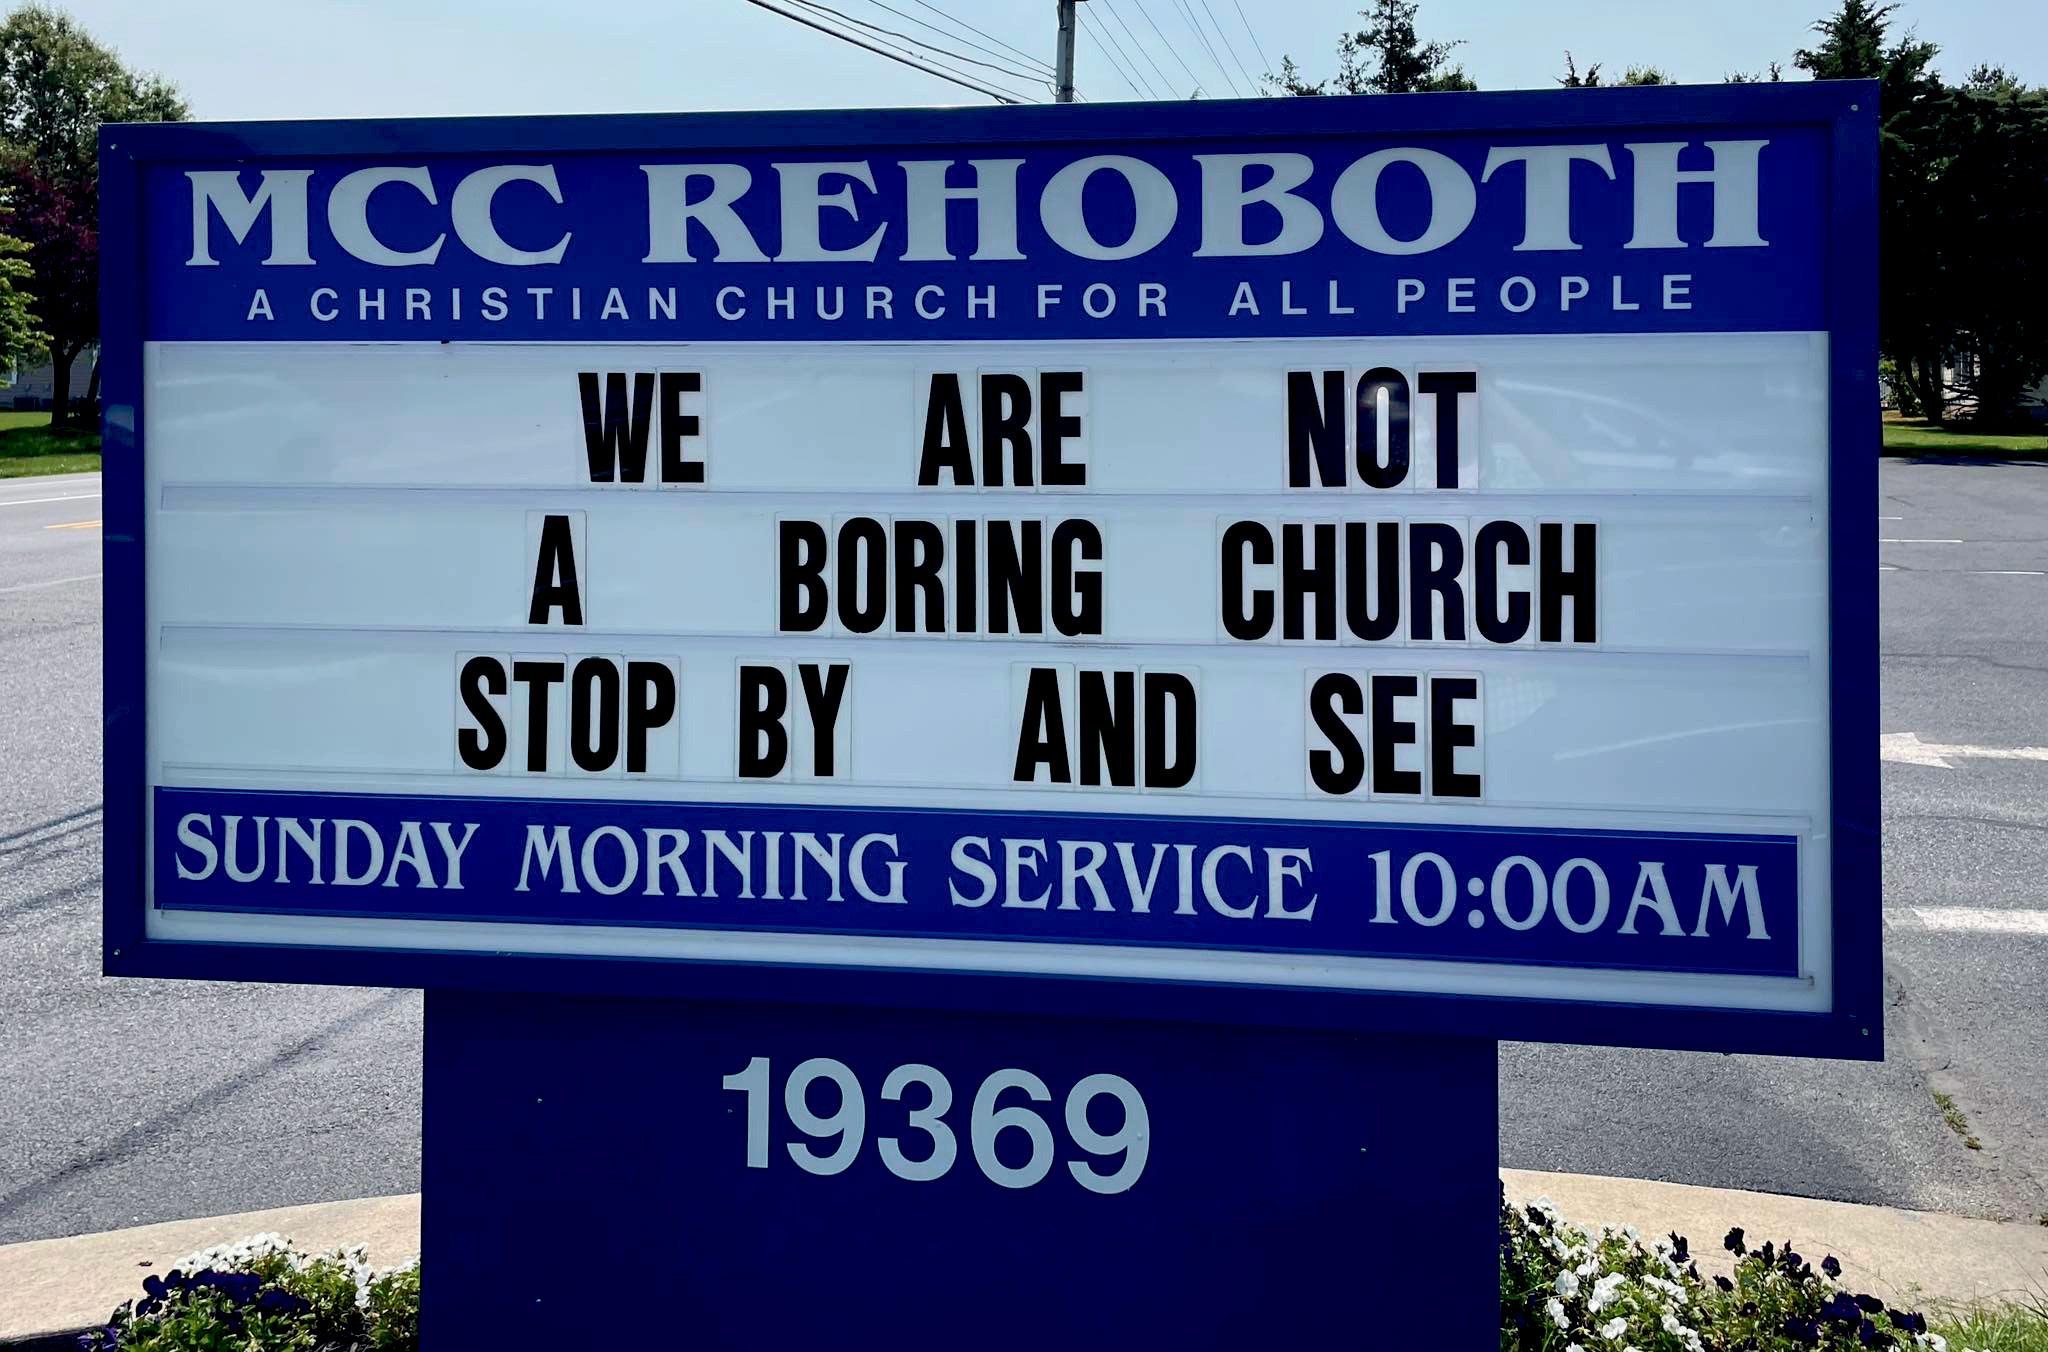 MCC REHOBOTH
A CHRISTIAN CHURCH FOR ALL PEOPLE
WE ARE NOT
A BORING CHURCH
STOP BY AND SEE
SUNDAY MORNING SERVICE 10:00AM
19369